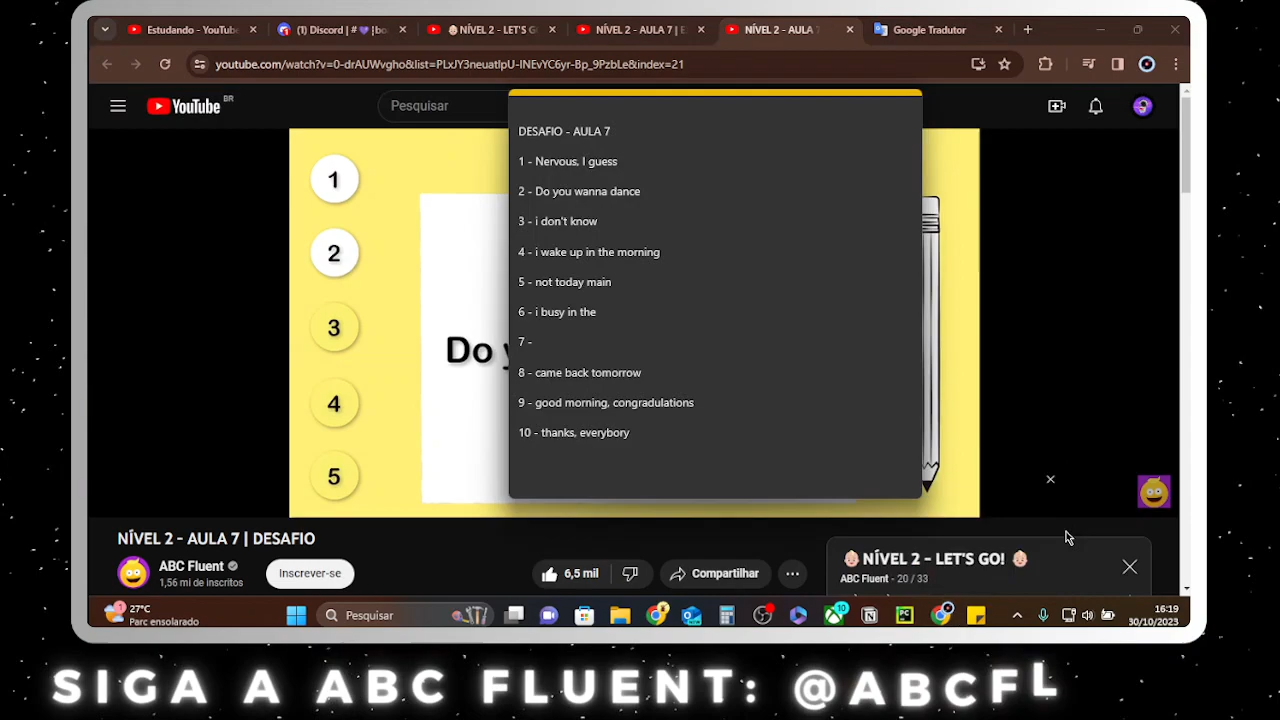 Estudando - YouTube
(1) Discord | # 💜 |bo
👴🏻NÍVEL 2 - LET'S G
NÍVEL 2 - AULA 7 | E
NÍVEL 2 - AULA 7
Google Tradutor
youtube.com/watch?v=0-drAUWvgho&list=PLxJY3neuatlpU-INEvYC6yr-Bp_9PzbLe&index=21
YouTube BR
Pesquisar
1
2
3
4
5
Do y
DESAFIO - AULA 7
1 - Nervous, I guess
2 - Do you wanna dance
3 - i don't know
4 - i wake up in the morning
5 - not today main
6 - i busy in the
7 -
8 - came back tomorrow
9 - good morning, congradulations
10 - thanks, everybory
NÍVEL 2 - AULA 7 | DESAFIO
ABC Fluent
1,56 mi de inscritos
Inscrever-se
6,5 mil
Compartilhar
👴🏻NÍVEL 2 - LET'S GO! 👴🏻
ABC Fluent - 20 / 33
1
27°C
Parc ensolarado
Pesquisar
10
16:19
30/10/2023
SIGA A ABC FLUENT: @ABCFL